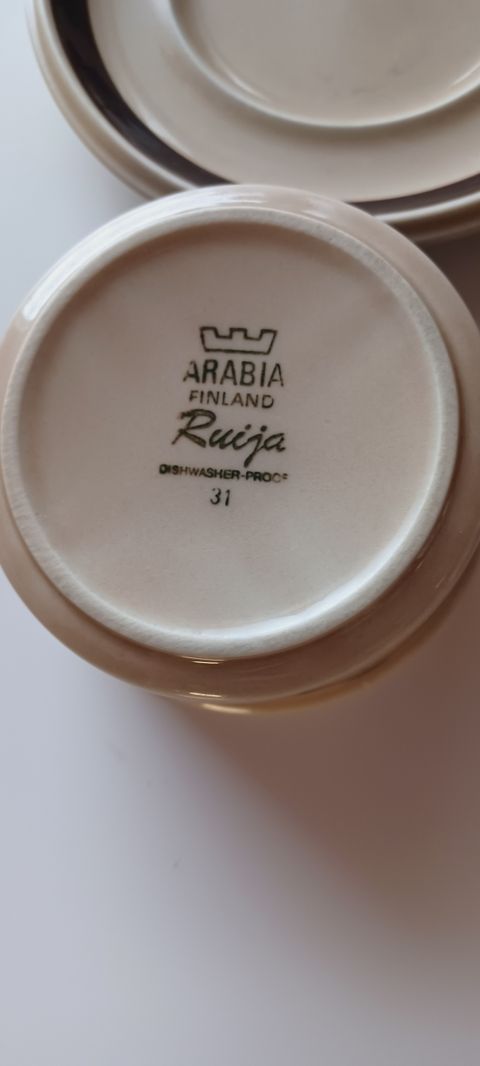 ARABIA
FINLAND
Ruija
DISHWASHER-PROOF
31